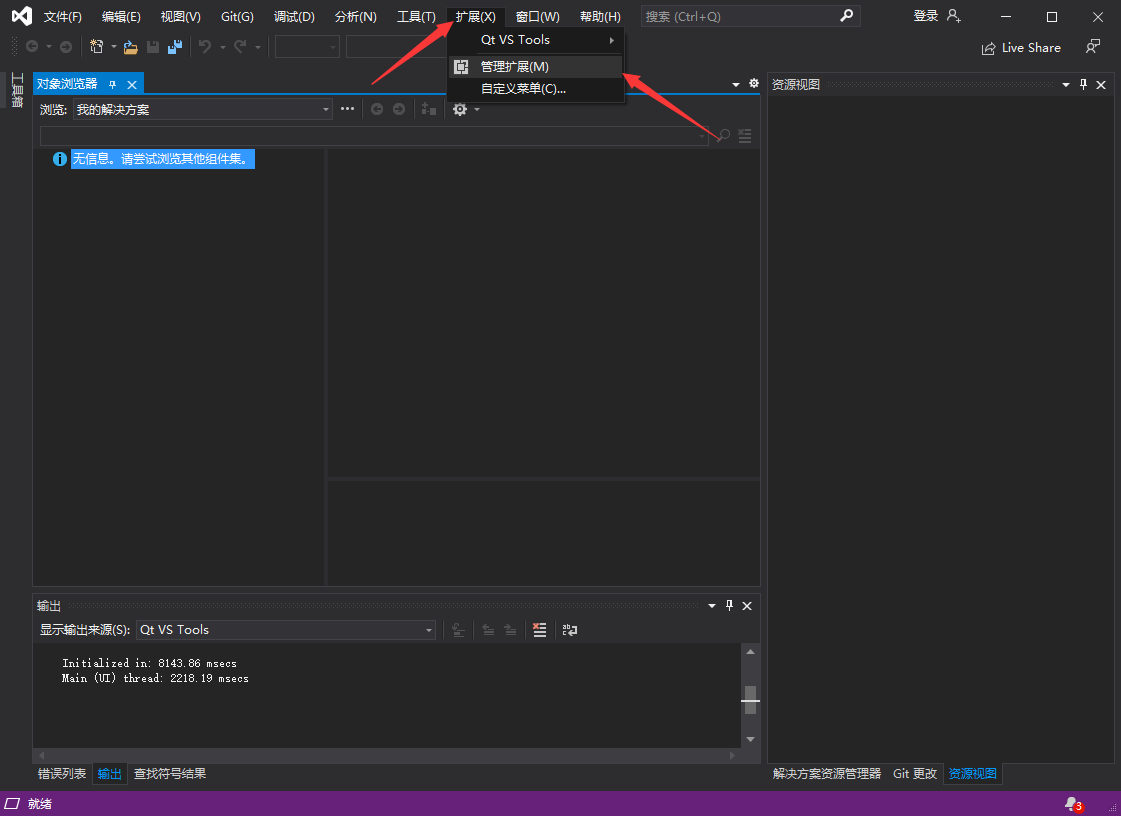 文件(F) 编辑(E) 视图(V) Git(G) 调试(D) 分析(N) 工具(T) 扩展(X) 窗口(W) 帮助(H) 搜索 (Ctrl+Q) 登录
Qt VS Tools
管理扩展(M)
自定义菜单(C)...
Live Share
工具箱
对象浏览器
浏览: 我的解决方案
无信息。请尝试浏览其他组件集。
资源视图
输出
显示输出来源(S): Qt VS Tools
Initialized in: 8143.86 msecs
Main (UI) thread: 2218.19 msecs
错误列表 输出 查找符号结果
解决方案资源管理器 Git 更改 资源视图
就绪
3